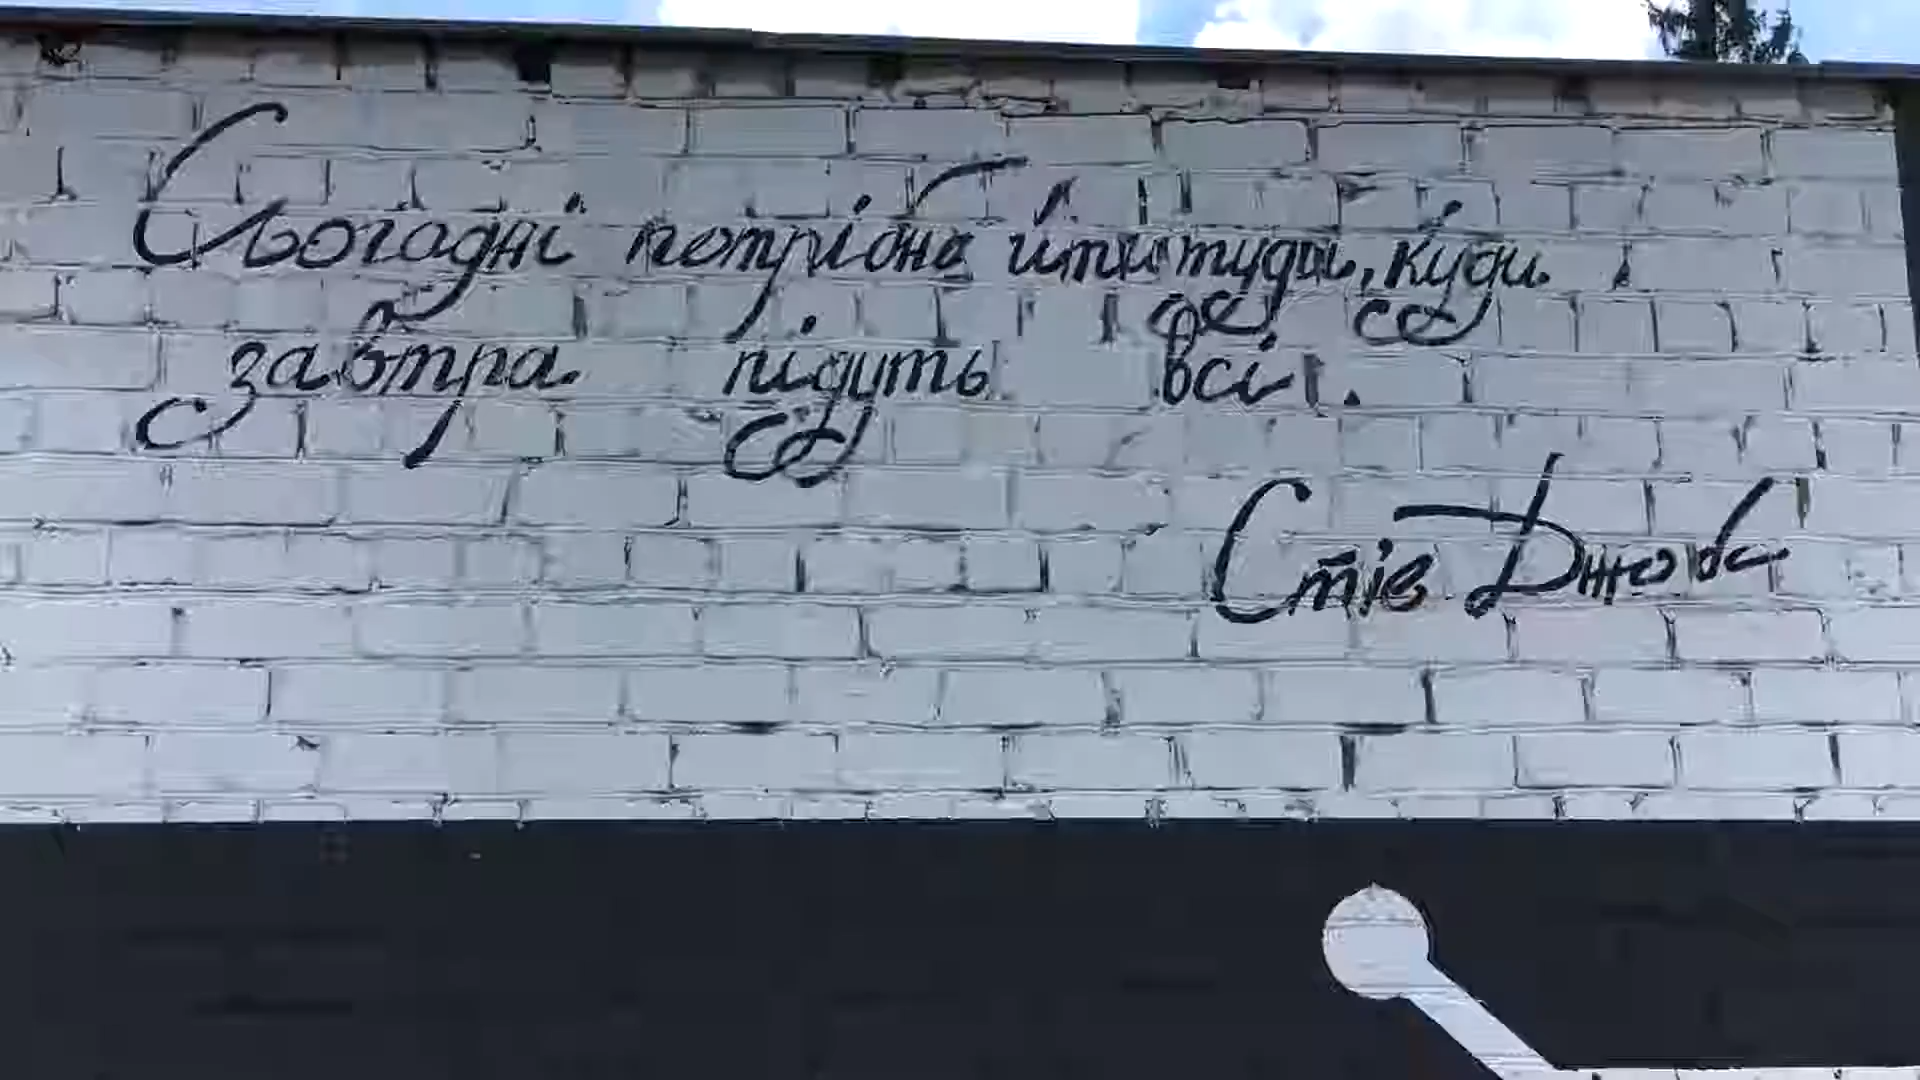 Сьогодні потрібно йти туди, куди
завтра підуть всі.
Стів Джобс